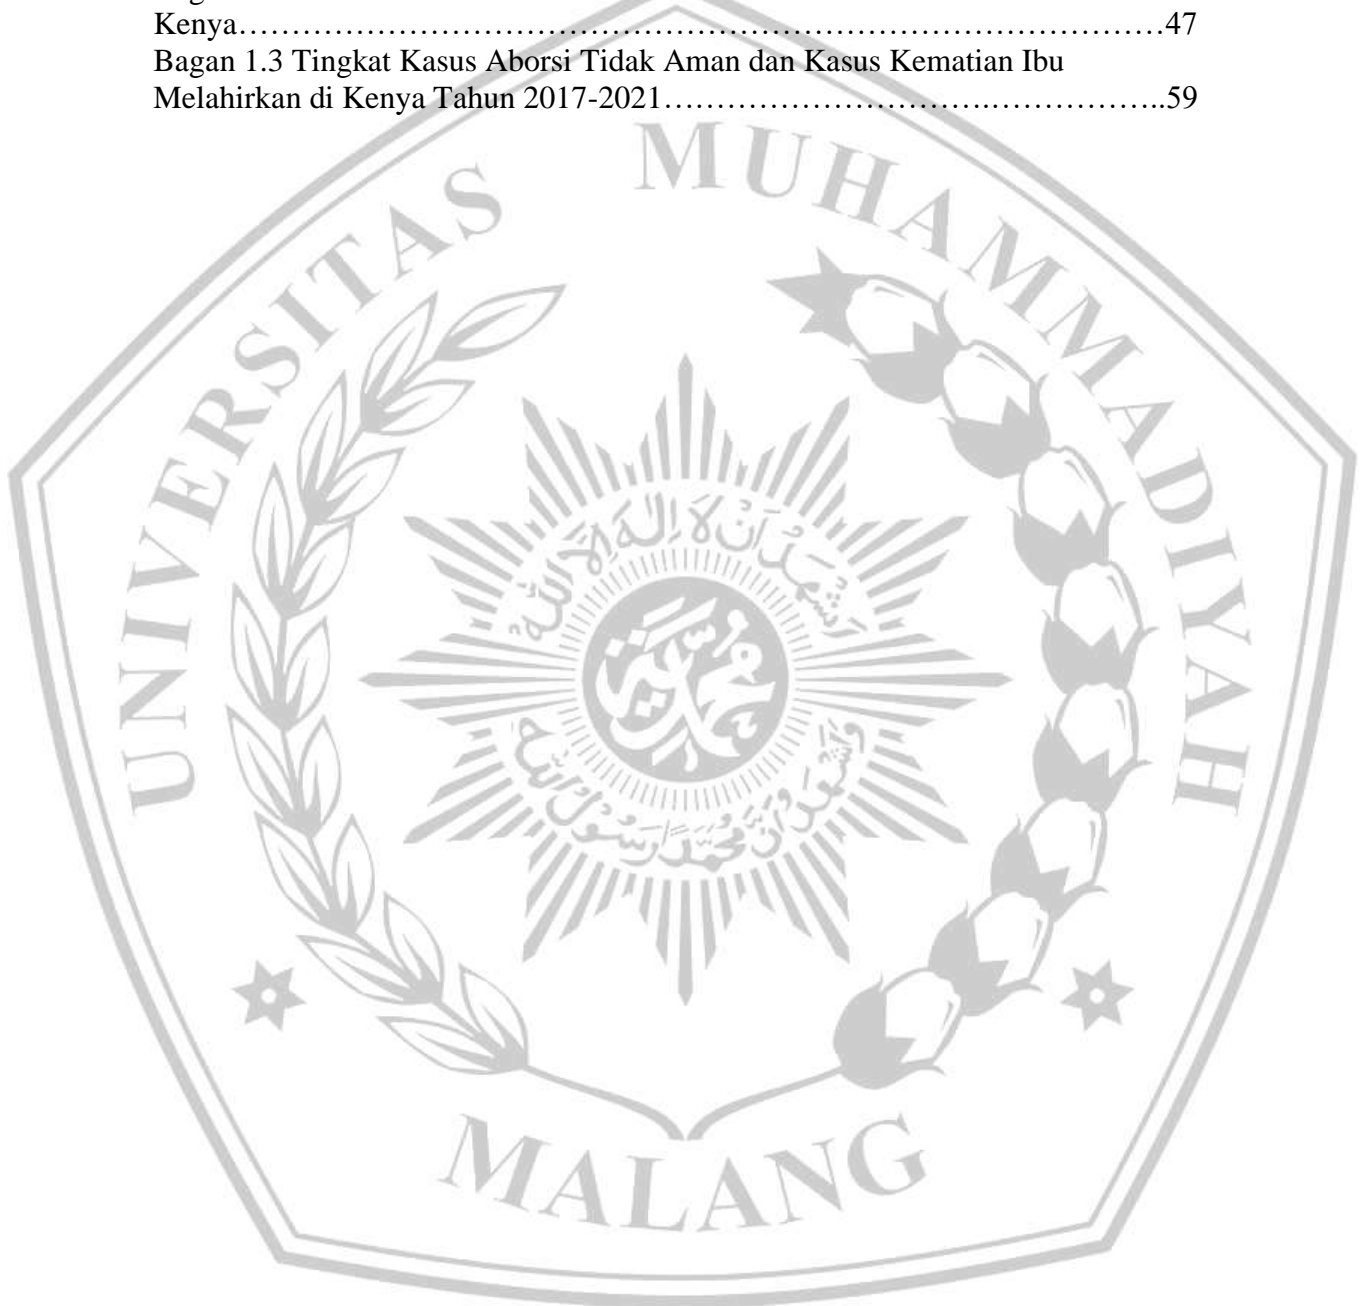 Kenya……………………………………………………………………………47
Bagan 1.3 Tingkat Kasus Aborsi Tidak Aman dan Kasus Kematian Ibu
Melahirkan di Kenya Tahun 2017-2021………………………….……………..59
UNIVERSITAS MUHAMMADIYAH
MALANG